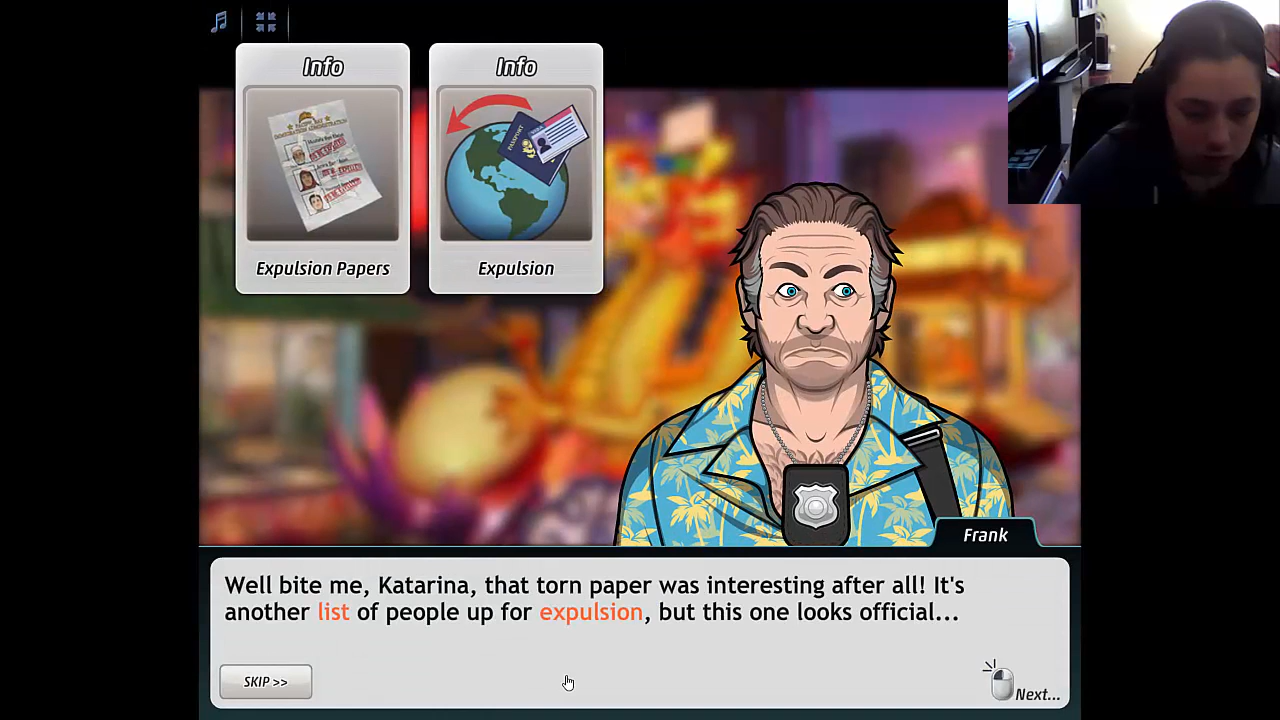 Info
Info
PASSPORT
Expulsion Papers
Expulsion
Frank
Well bite me, Katarina, that torn paper was interesting after all! It's
another list of people up for expulsion, but this one looks official...
SKIP >>
Next...